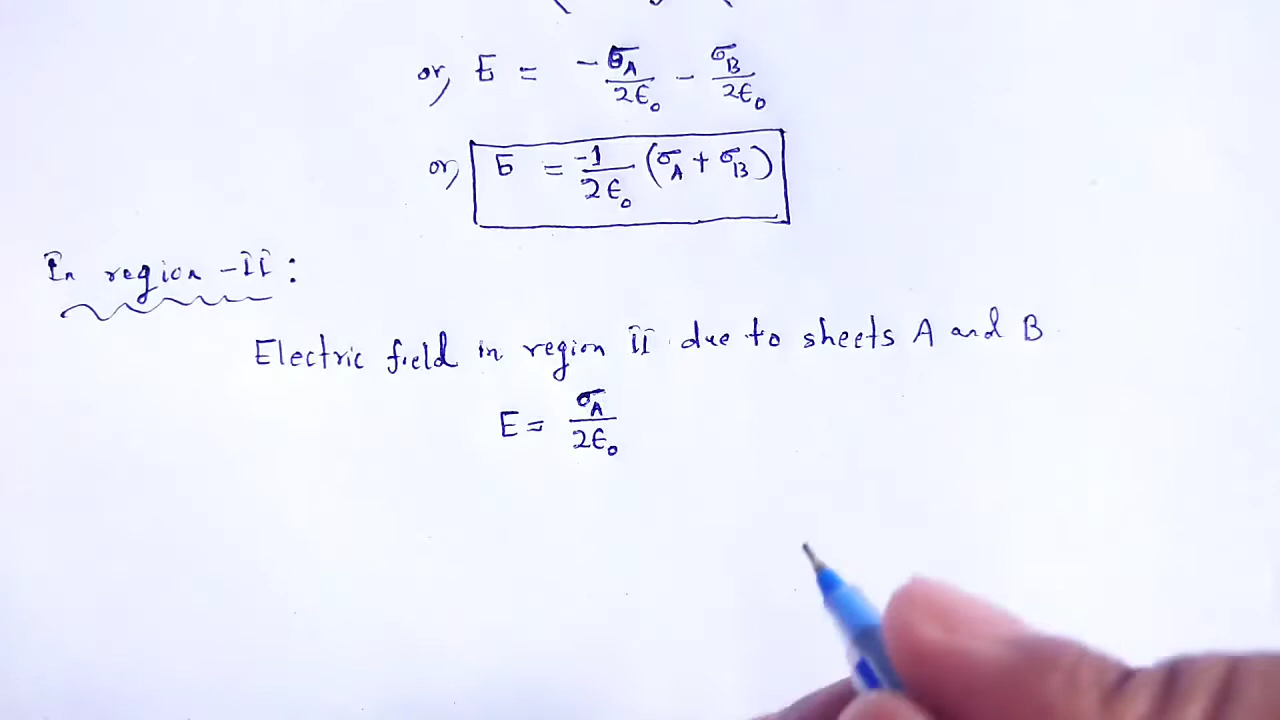 or, E = -σA/2ϵ₀ - σB/2ϵ₀
or, E = -1/2ϵ₀ (σA + σB)
In region -II:
Electric field in region II due to sheets A and B
E = σA/2ϵ₀